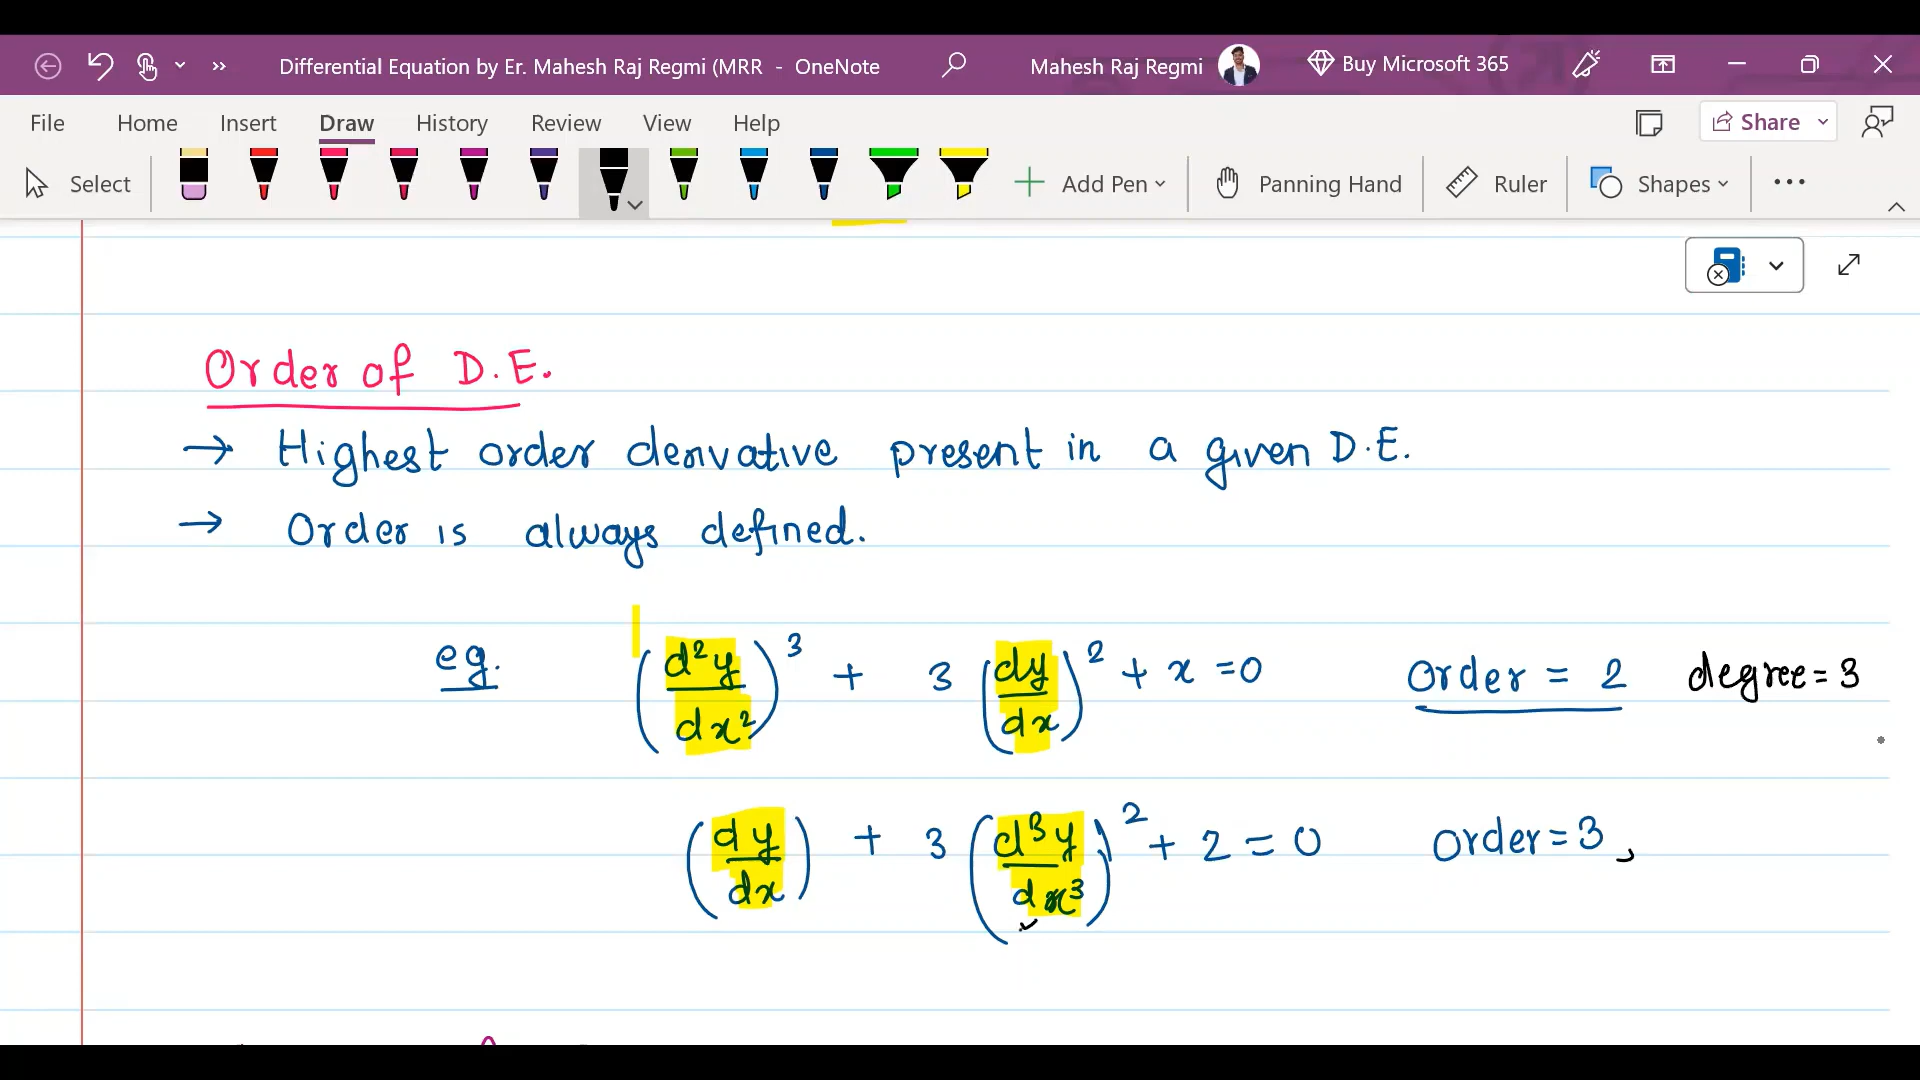 Differential Equation by Er. Mahesh Raj Regmi (MRR - OneNote Mahesh Raj Regmi Buy Microsoft 365
File Home Insert Draw History Review View Help Share
Select Add Pen Panning Hand Ruler Shapes
Order of D.E.
→ Highest order derivative present in a given D.E.
→ Order is always defined.
eg. (d²y/dx²)³ + 3 (dy/dx)² + x = 0 Order = 2 degree = 3
(dy/dx) + 3 (d³y/dx³)² + 2 = 0 Order = 3,